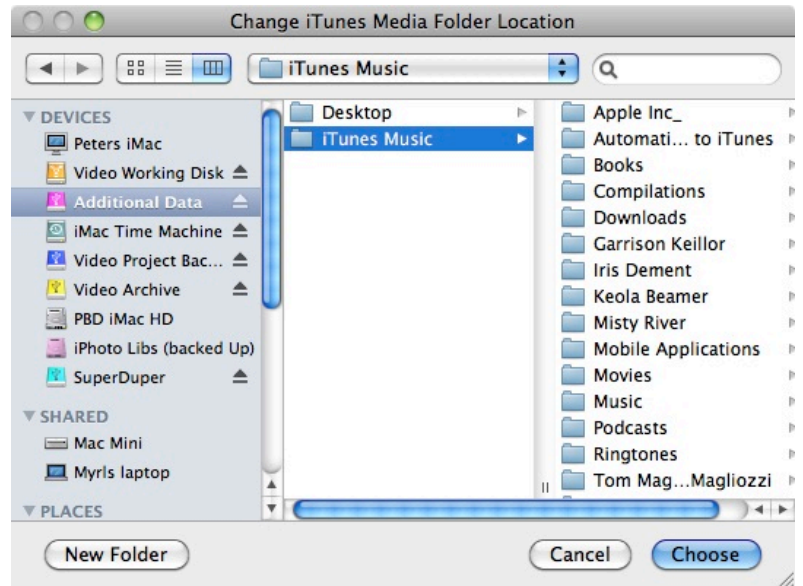 Change iTunes Media Folder Location
iTunes Music
DEVICES
Peters iMac
Video Working Disk
Additional Data
iMac Time Machine
Video Project Bac...
Video Archive
PBD iMac HD
iPhoto Libs (backed Up)
SuperDuper
SHARED
Mac Mini
Myrls laptop
PLACES
Desktop
iTunes Music
Apple Inc_
Automati... to iTunes
Books
Compilations
Downloads
Garrison Keillor
Iris Dement
Keola Beamer
Misty River
Mobile Applications
Movies
Music
Podcasts
Ringtones
Tom Mag...Magliozzi
New Folder
Cancel
Choose